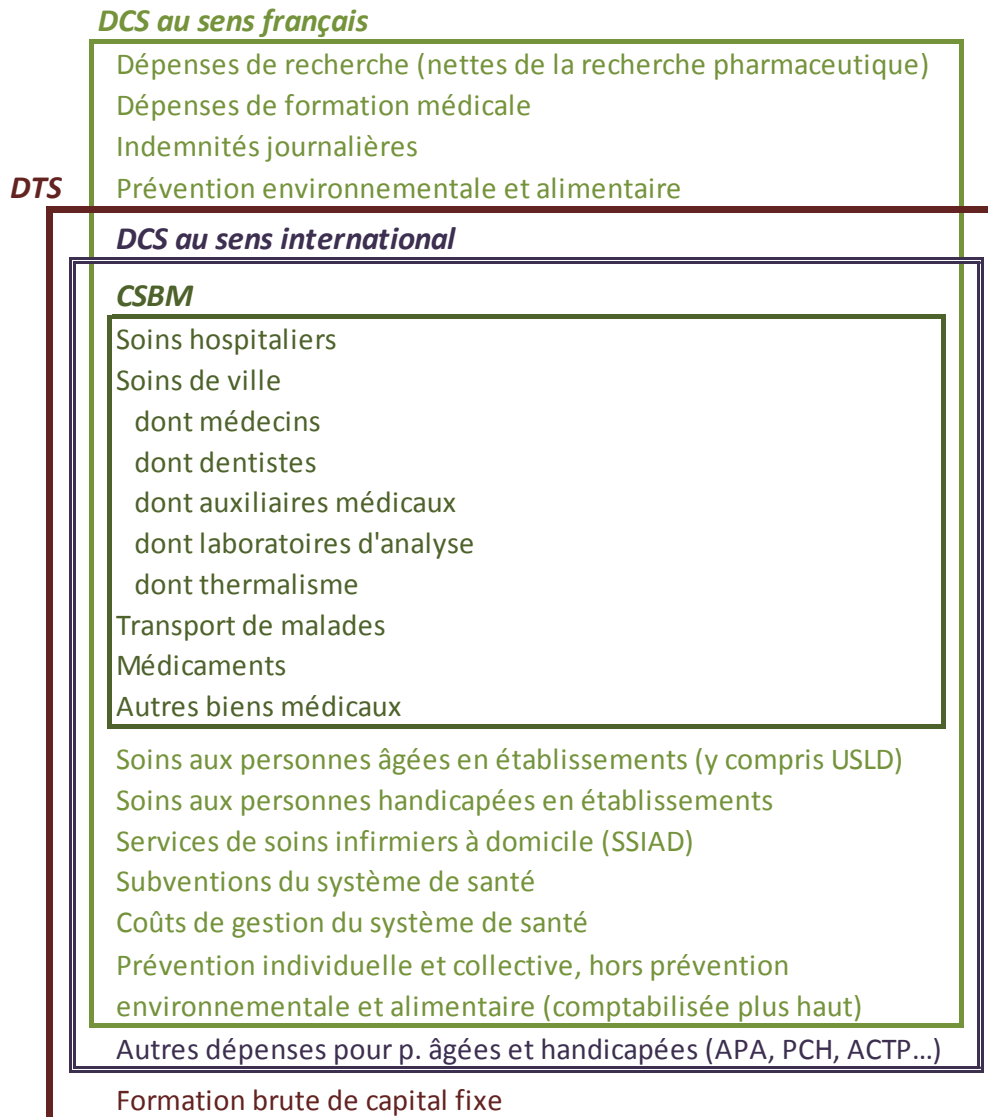 DCS au sens français
Dépenses de recherche (nettes de la recherche pharmaceutique)
Dépenses de formation médicale
Indemnités journalières
DTS
Prévention environnementale et alimentaire
DCS au sens international
CSBM
Soins hospitaliers
Soins de ville
dont médecins
dont dentistes
dont auxiliaires médicaux
dont laboratoires d'analyse
dont thermalisme
Transport de malades
Médicaments
Autres biens médicaux
Soins aux personnes âgées en établissements (y compris USLD)
Soins aux personnes handicapées en établissements
Services de soins infirmiers à domicile (SSIAD)
Subventions du système de santé
Coûts de gestion du système de santé
Prévention individuelle et collective, hors prévention
environnementale et alimentaire (comptabilisée plus haut)
Autres dépenses pour p. âgées et handicapées (APA, PCH, ACTP…)
Formation brute de capital fixe